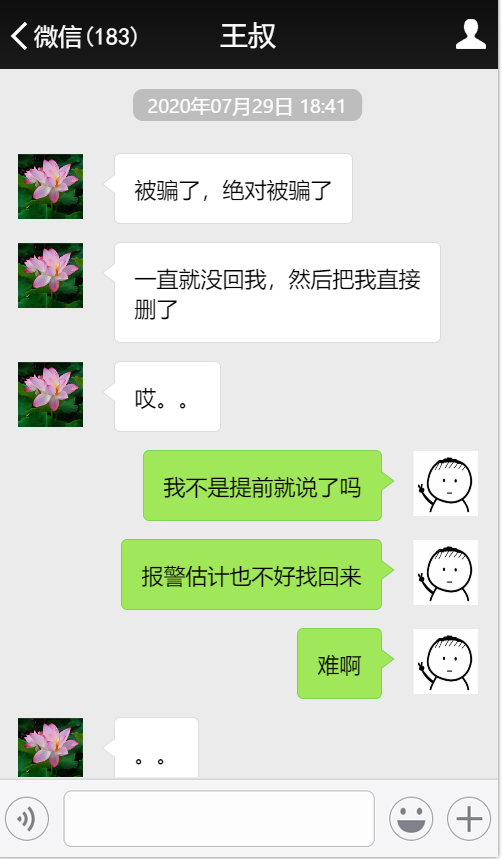 微信(183)
王叔
2020年07月29日 18:41
被骗了，绝对被骗了
一直就没回我，然后把我直接
删了
哎。。
我不是提前就说了吗
报警估计也不好找回来
难啊
。。